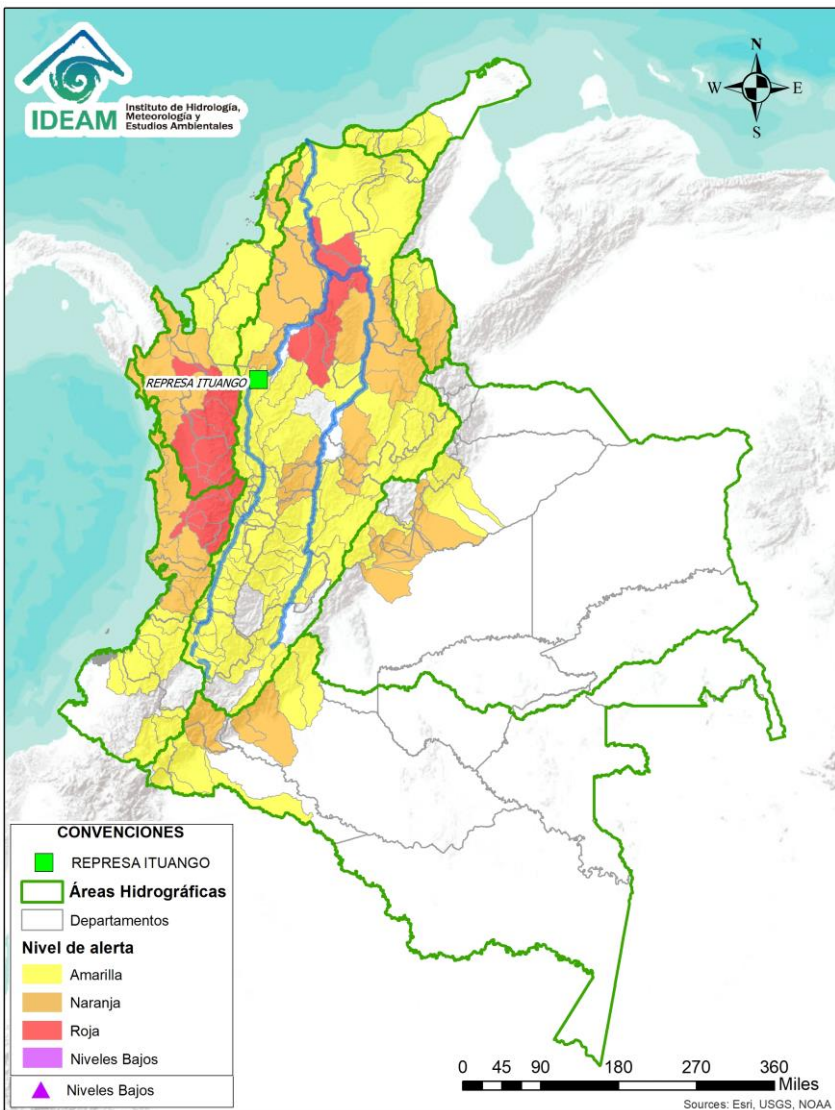 IDEAM
Instituto de Hidrología,
Meteorología y
Estudios Ambientales
N
W
E
S
REPRESA ITUANGO
CONVENCIONES
REPRESA ITUANGO
Áreas Hidrográficas
Departamentos
Nivel de alerta
Amarilla
Naranja
Roja
Niveles Bajos
Niveles Bajos
0 45 90 180 270 360
Miles
Sources: Esri, USGS, NOAA